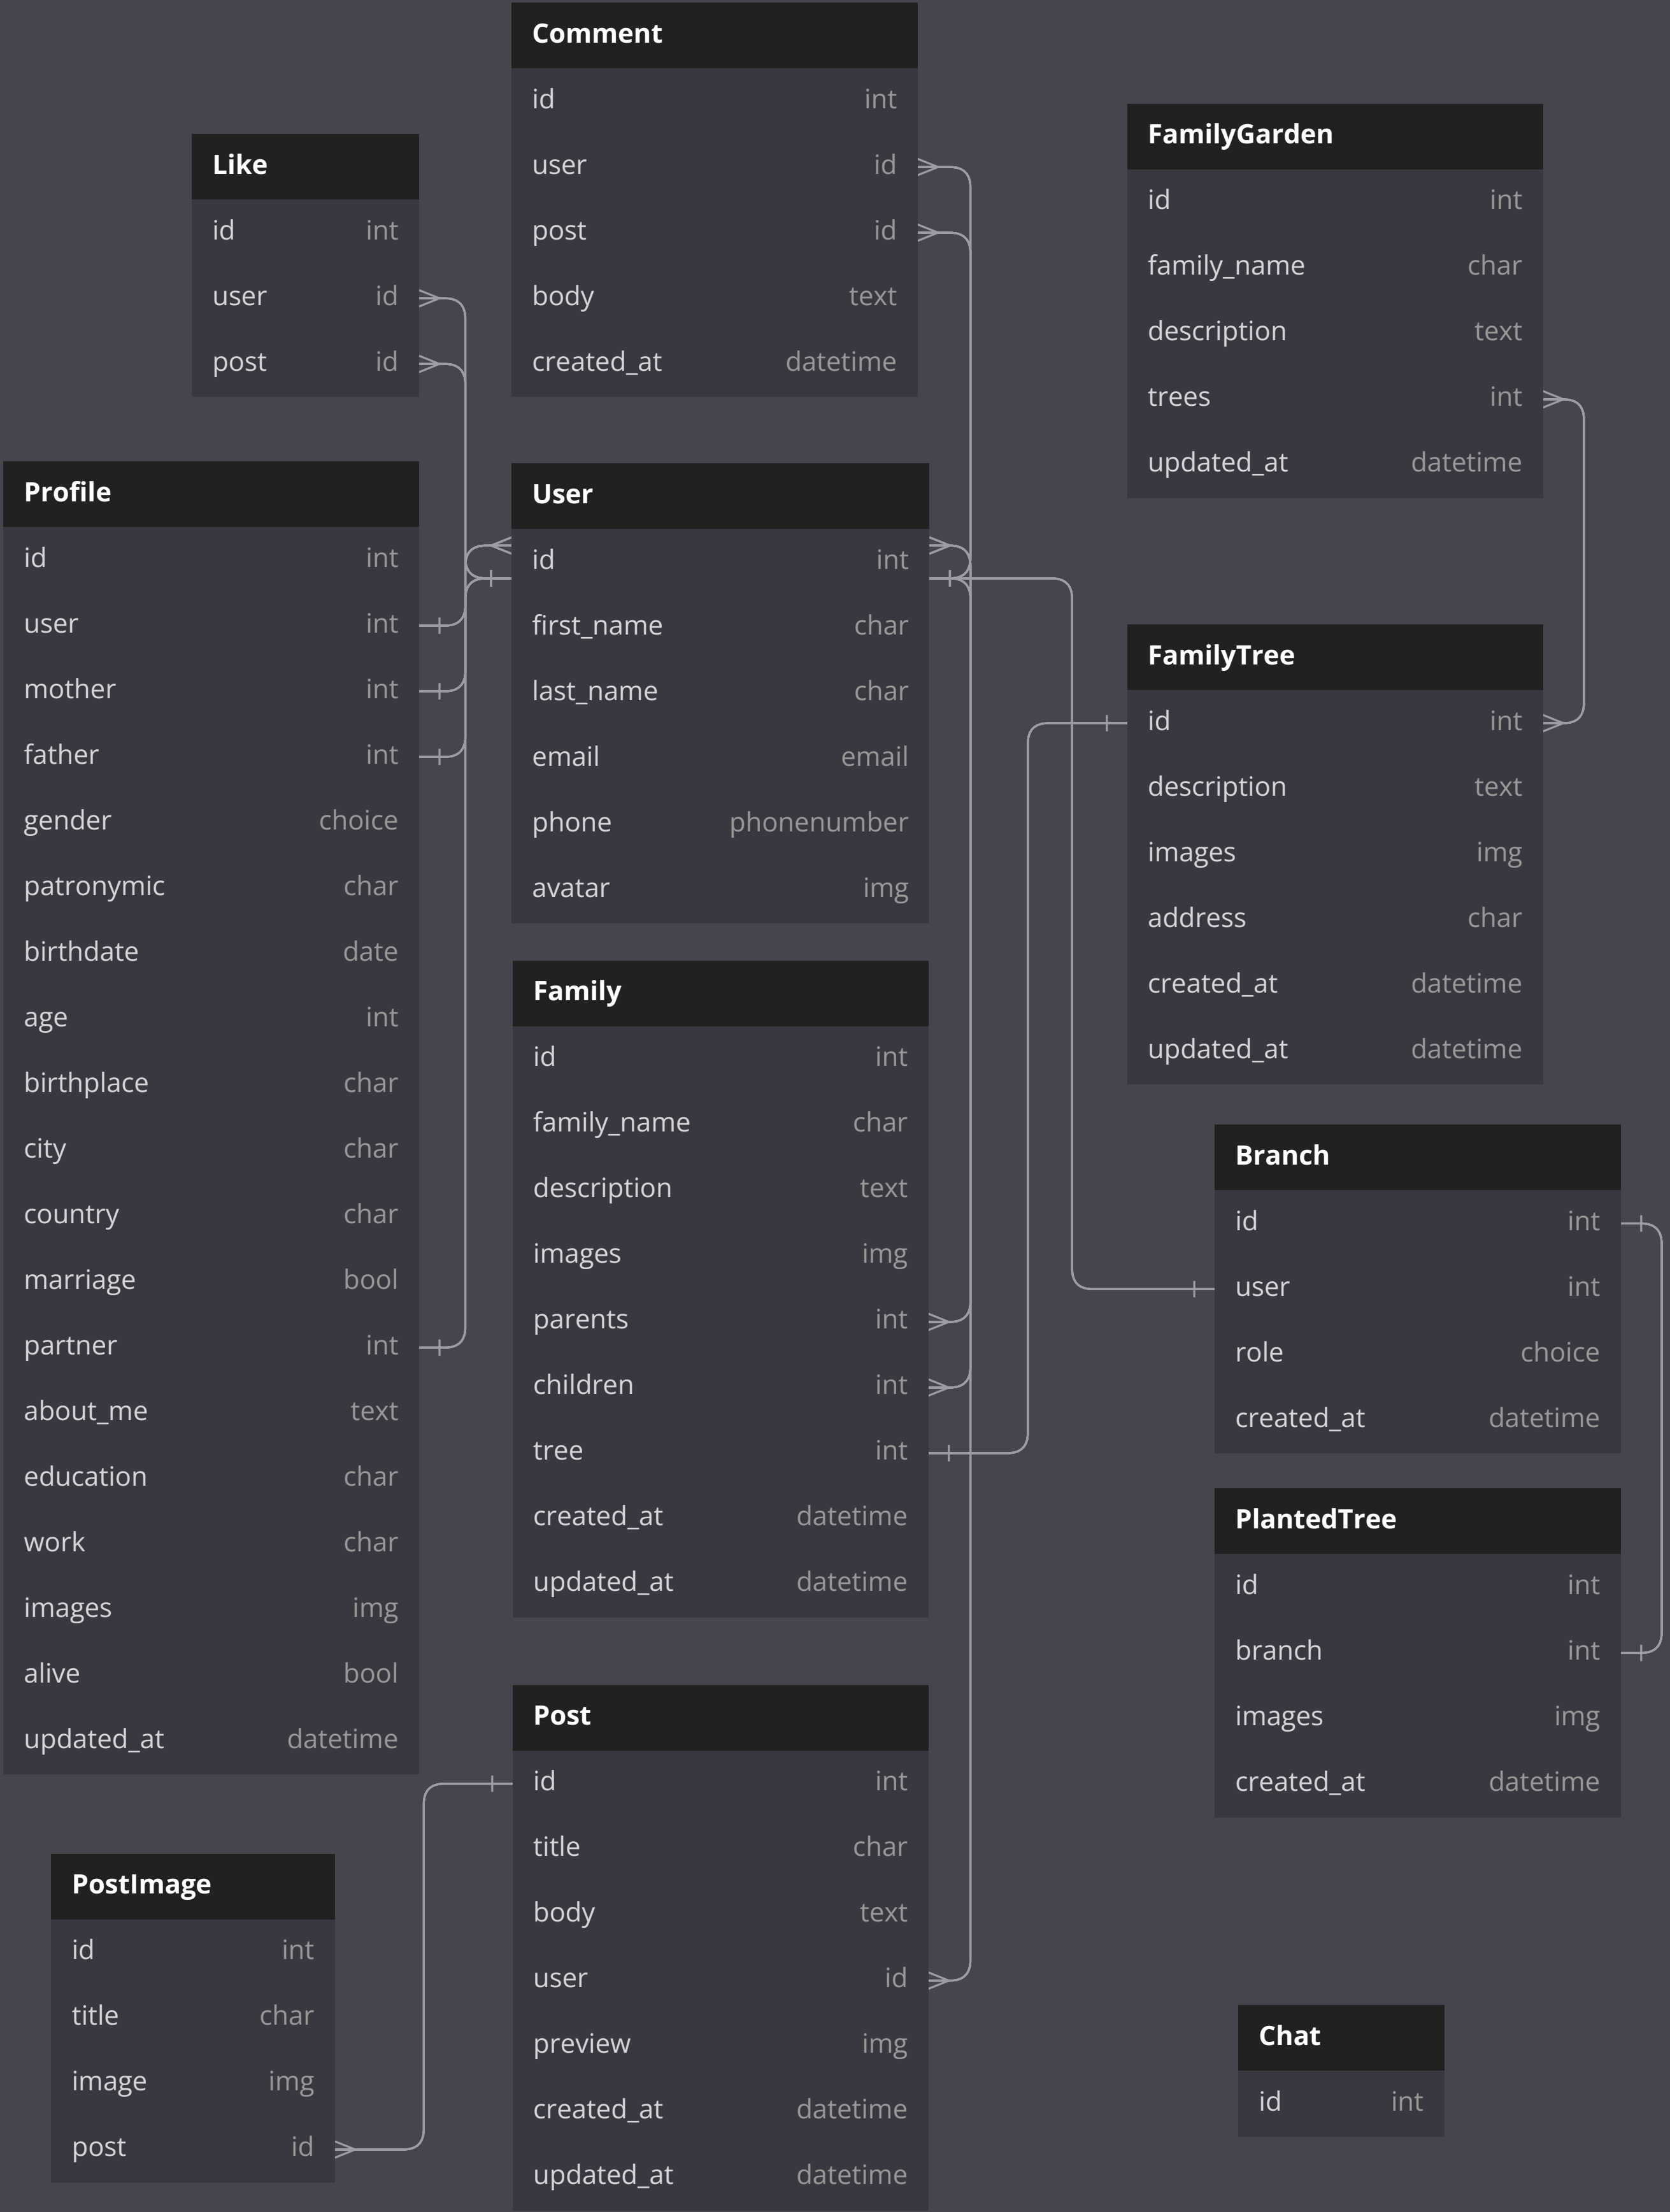 Comment
id int
user id
post id
body text
created_at datetime
Like
id int
user id
post id
FamilyGarden
id int
family_name char
description text
trees int
updated_at datetime
Profile
id int
user int
mother int
father int
gender choice
patronymic char
birthdate date
age int
birthplace char
city char
country char
marriage bool
partner int
about_me text
education char
work char
images img
alive bool
updated_at datetime
User
id int
first_name char
last_name char
email email
phone phonenumber
avatar img
FamilyTree
id int
description text
images img
address char
created_at datetime
updated_at datetime
Family
id int
family_name char
description text
images img
parents int
children int
tree int
created_at datetime
updated_at datetime
Branch
id int
user int
role choice
created_at datetime
PlantedTree
id int
branch int
images img
created_at datetime
Post
id int
title char
body text
user id
preview img
created_at datetime
updated_at datetime
PostImage
id int
title char
image img
post id
Chat
id int